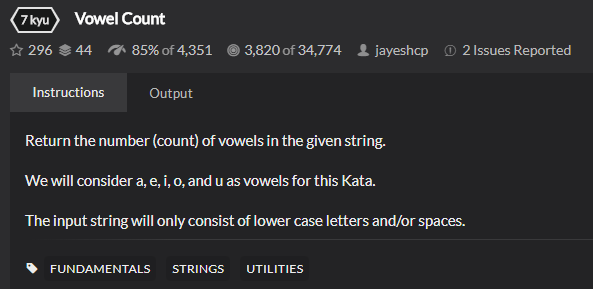 7 kyu Vowel Count
296 44 85% of 4,351 3,820 of 34,774 jayeshcp 2 Issues Reported
Instructions Output
Return the number (count) of vowels in the given string.
We will consider a, e, i, o, and u as vowels for this Kata.
The input string will only consist of lower case letters and/or spaces.
FUNDAMENTALS STRINGS UTILITIES